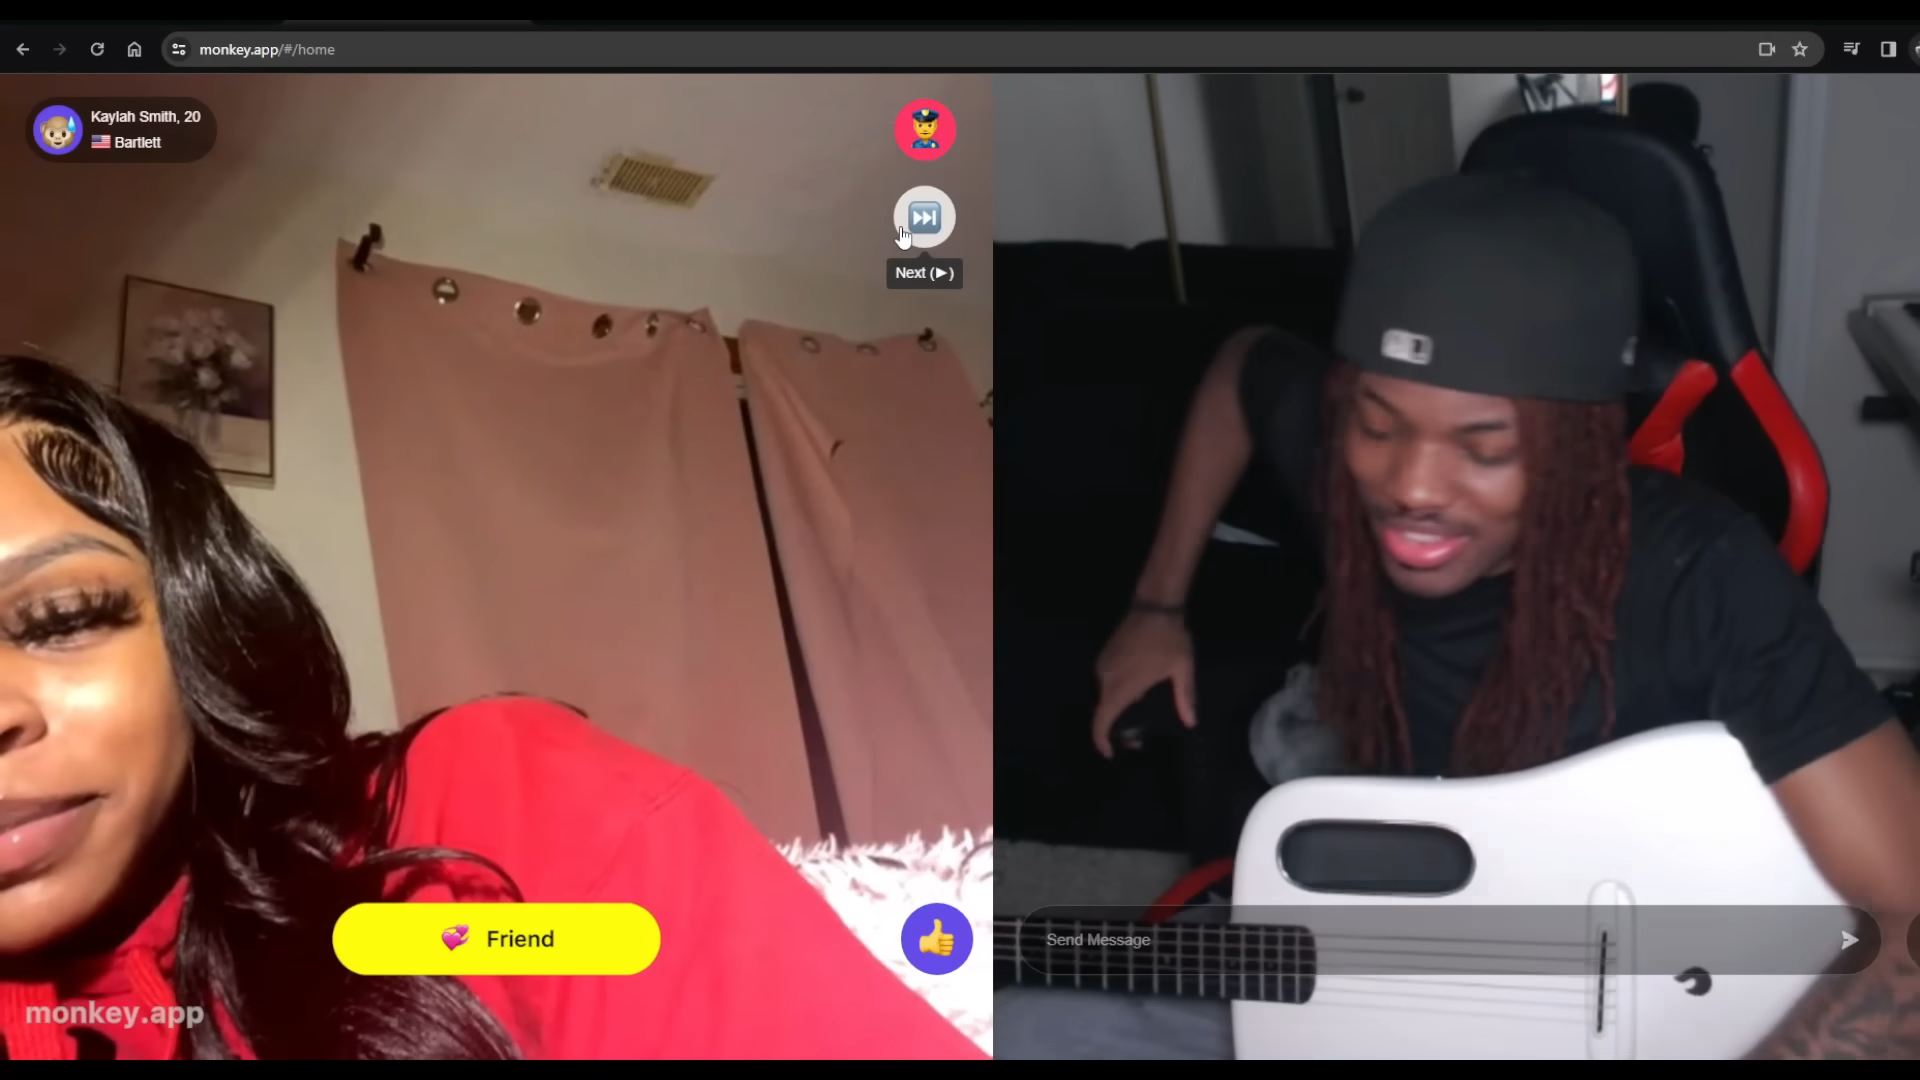 monkey.app/#/home
Kaylah Smith, 20
Bartlett
Next (▶)
Friend
Send Message
monkey.app